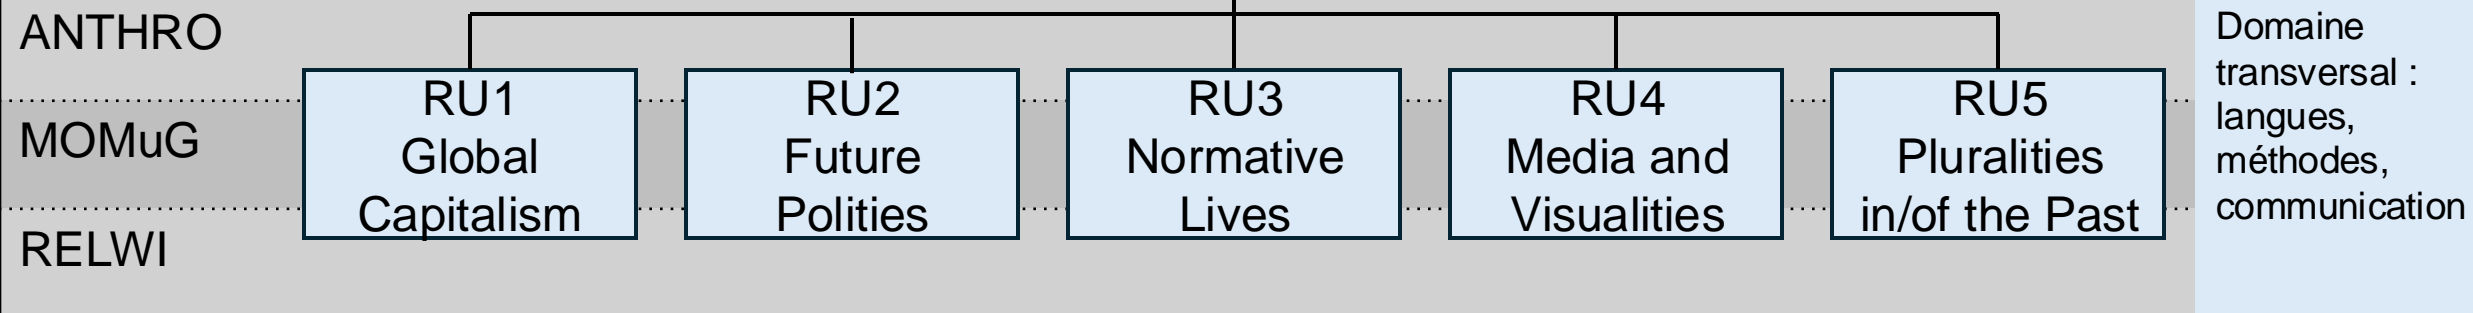 ANTHRO
MOMuG
RELWI
RU1
Global
Capitalism
RU2
Future
Polities
RU3
Normative
Lives
RU4
Media and
Visualities
RU5
Pluralities
in/of the Past
Domaine
transversal :
langues,
méthodes,
communication